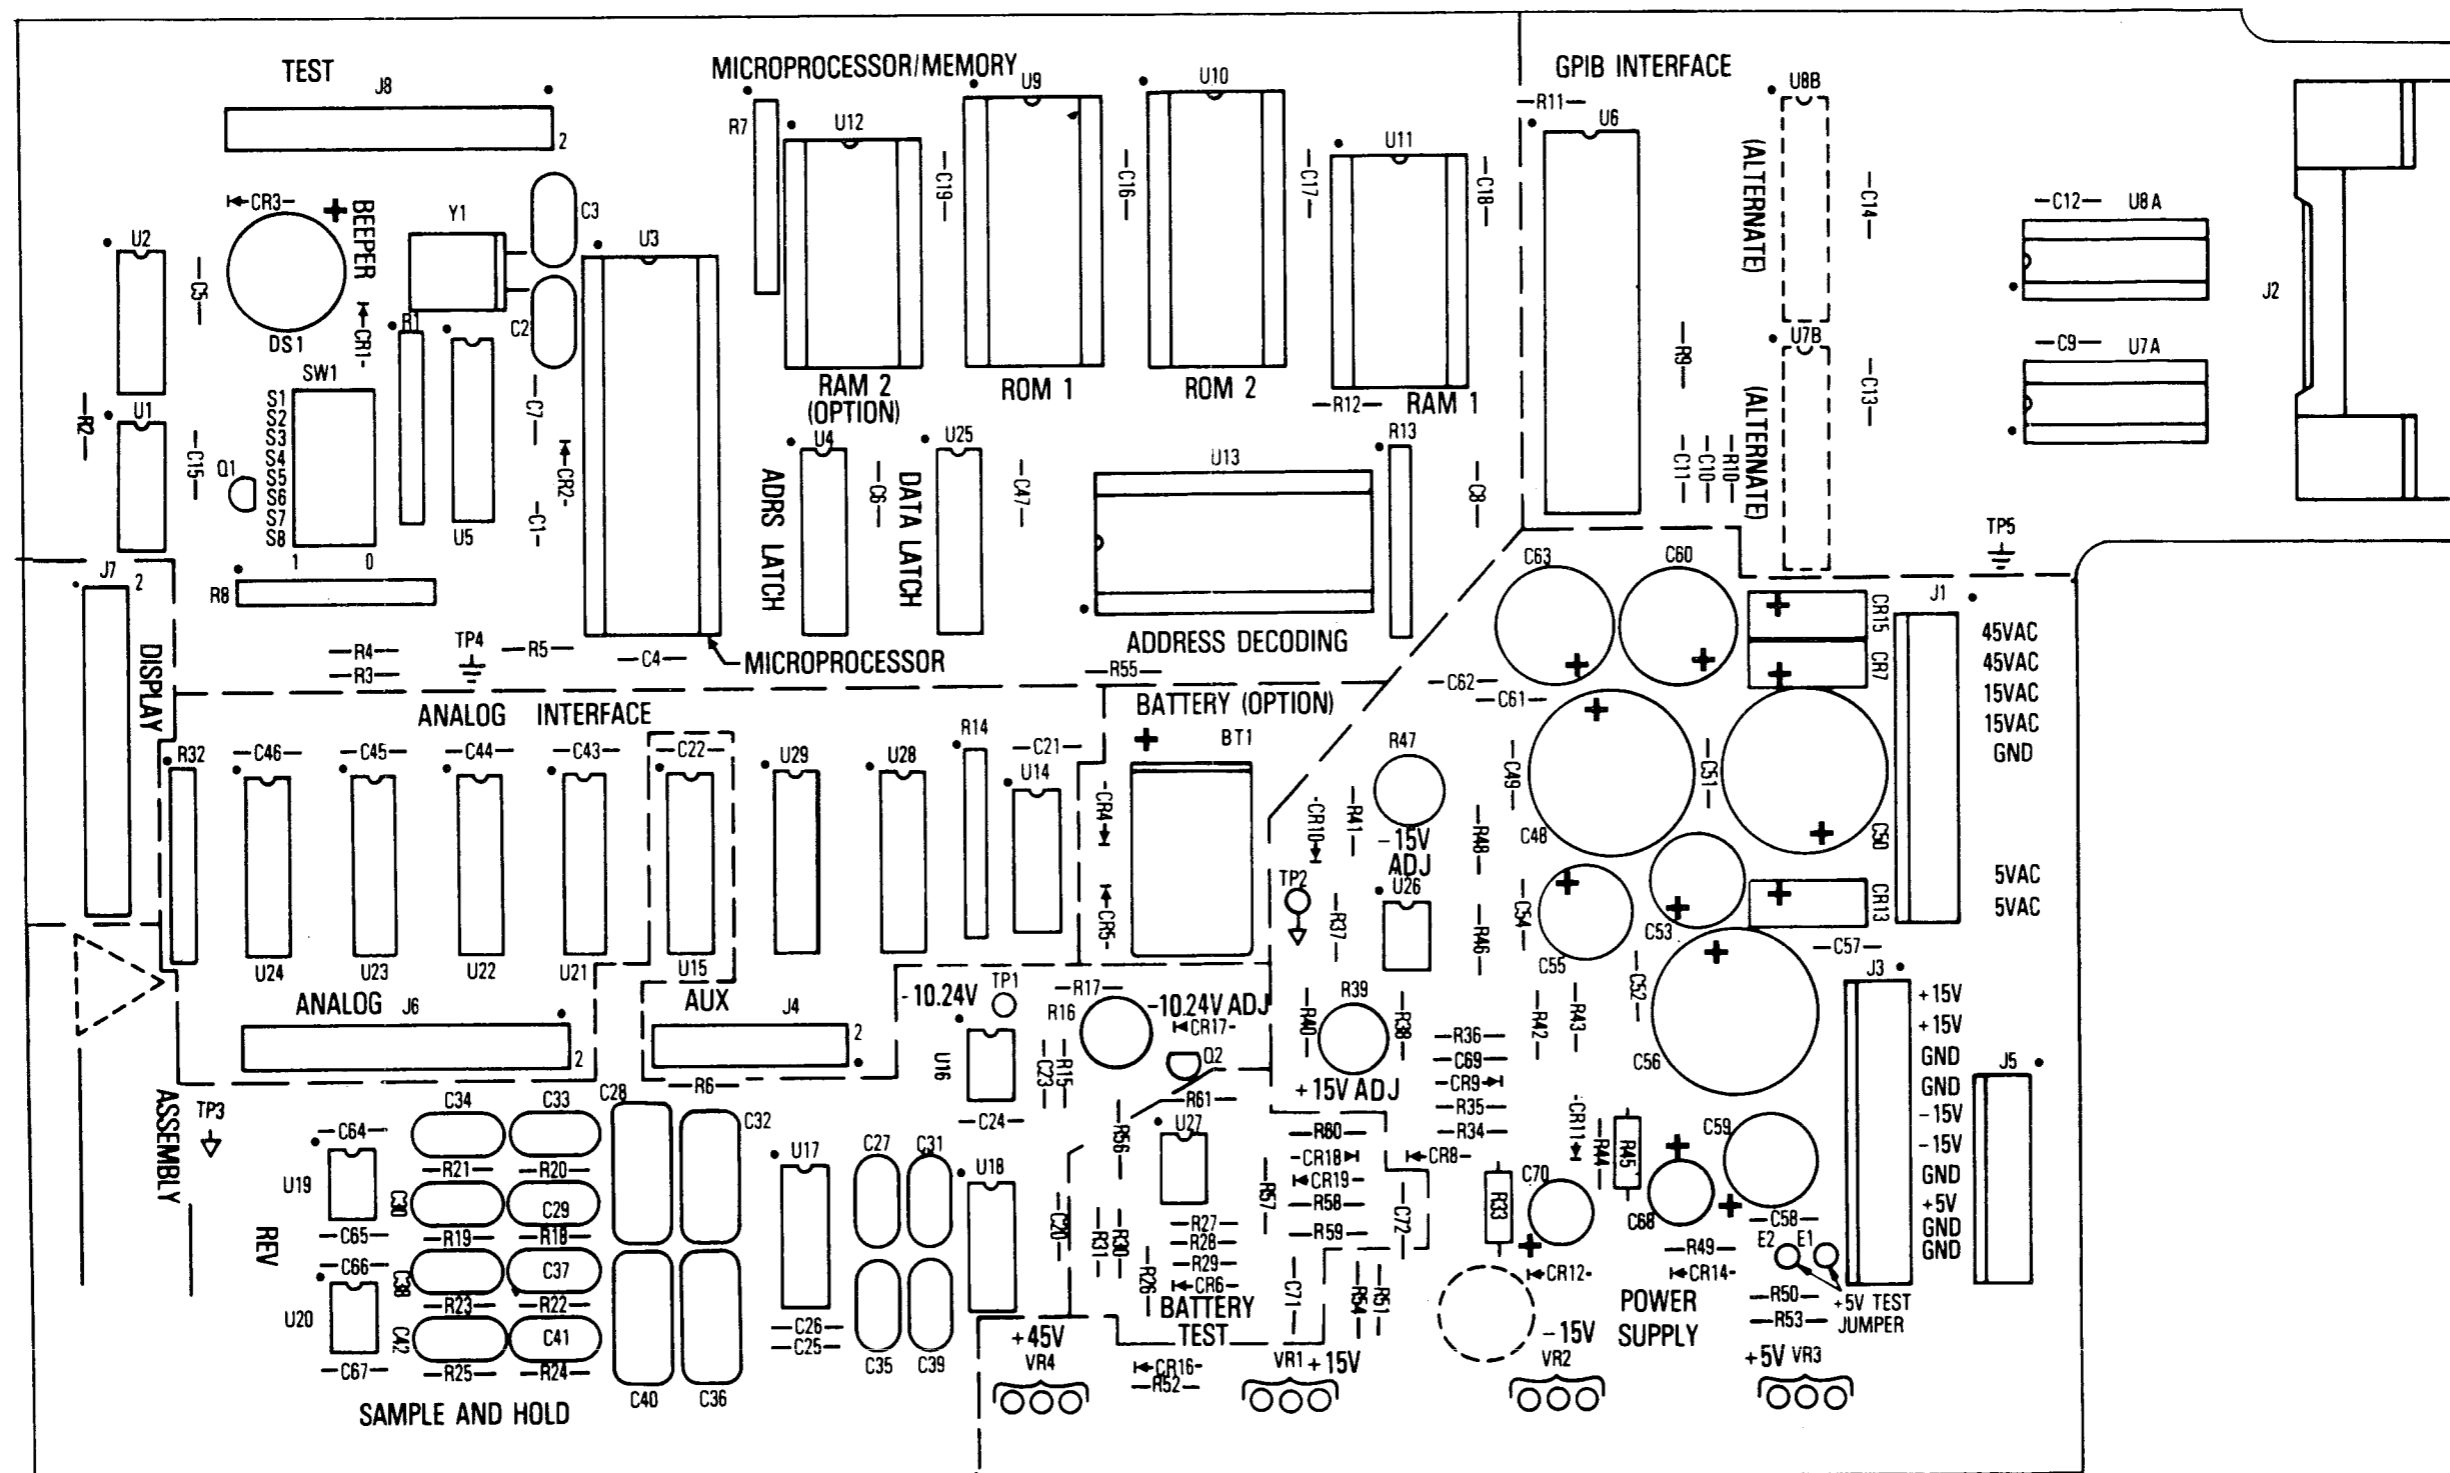 TEST
J8
2
MICROPROCESSOR/MEMORY
GPIB INTERFACE
R7
U12
U9
C19
C16
U10
C17
U11
C18
R11
U6
U8B
(ALTERNATE)
C14
C12
U8A
J2
CR3
BEEPER
Y1
C3
U3
U2
C5
DS1
CR1
R1
C2
SW1
S1
S2
S3
S4
S5
S6
S7
S8
1
0
C7
RAM 2
(OPTION)
ROM 1
ROM 2
R12
RAM 1
R9
U7B
(ALTERNATE)
C13
C9
U7A
R2
U1
C15
Q1
U5
CR2
C1
U4
ADRS LATCH
C6
U25
DATA LATCH
C47
U13
R13
C8
C11
C10
R10
TP5
J7
2
R8
DISPLAY
R4
R3
TP4
R5
C4
MICROPROCESSOR
ADDRESS DECODING
R55
C63
C60
CR15
CR7
J1
45VAC
45VAC
15VAC
15VAC
GND
5VAC
5VAC
C62
C61
ANALOG INTERFACE
BATTERY (OPTION)
R32
C46
C45
C44
C43
C22
U29
U28
R14
C21
U14
BT1
CR4
CR5
CR10
R41
R47
-15V
ADJ
U26
R48
C49
C48
C51
C50
TP2
R37
R46
C54
C55
C53
CR13
C57
U24
U23
U22
U21
U15
ANALOG
J6
2
AUX
J4
2
-10.24V
TP1
R17
R16
-10.24V ADJ
CR17
Q2
R40
R39
R38
+15V ADJ
R36
C69
CR9
R35
R34
R42
R43
C52
C56
J3
+15V
+15V
GND
GND
-15V
-15V
GND
+5V
GND
GND
J5
U16
C23
R15
C24
R6
R61
ASSEMBLY
TP3
REV
C64
U19
C65
C66
U20
C67
C34
C33
R21
R20
C30
C29
R19
R18
C38
C37
R23
R22
C42
C41
R25
R24
C28
C32
C40
C36
U17
C26
C25
C27
C31
C35
C39
U18
R56
U27
R60
CR18
CR19
R58
R59
R57
C72
CR8
CR11
R44
R45
C59
C20
R31
R30
R26
R27
R28
R29
CR6
BATTERY
TEST
C71
R54
R51
R33
C70
CR12
C68
C58
E2
E1
R49
CR14
R50
R53
+5V TEST
JUMPER
POWER
SUPPLY
+45V
VR4
CR16
R52
VR1 +15V
-15V
VR2
+5V VR3
SAMPLE AND HOLD